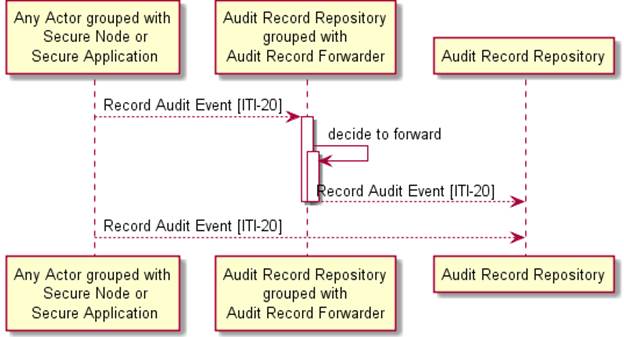 Any Actor grouped with
Secure Node or
Secure Application
Audit Record Repository
grouped with
Audit Record Forwarder
Audit Record Repository
Record Audit Event [ITI-20]
decide to forward
Record Audit Event [ITI-20]
Record Audit Event [ITI-20]
Any Actor grouped with
Secure Node or
Secure Application
Audit Record Repository
grouped with
Audit Record Forwarder
Audit Record Repository